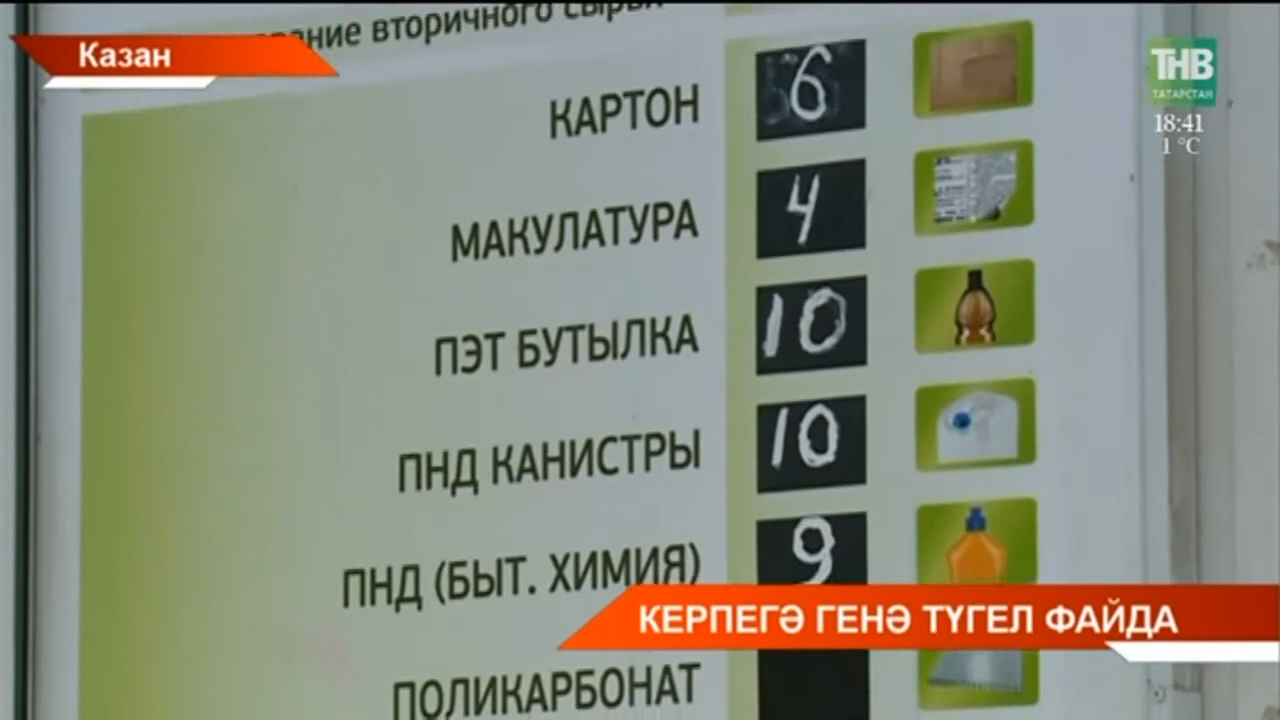 Казан
вторичного сырья
КАРТОН 6
МАКУЛАТУРА 4
ПЭТ БУТЫЛКА 10
ПНД КАНИСТРЫ 10
ПНД (БЫТ. ХИМИЯ) 9
ПОЛИКАРБОНАТ
ТНВ
ТАТАРСТАН
18:41
1 °C
КЕРПЕГӘ ГЕНӘ ТҮГЕЛ ФАЙДА